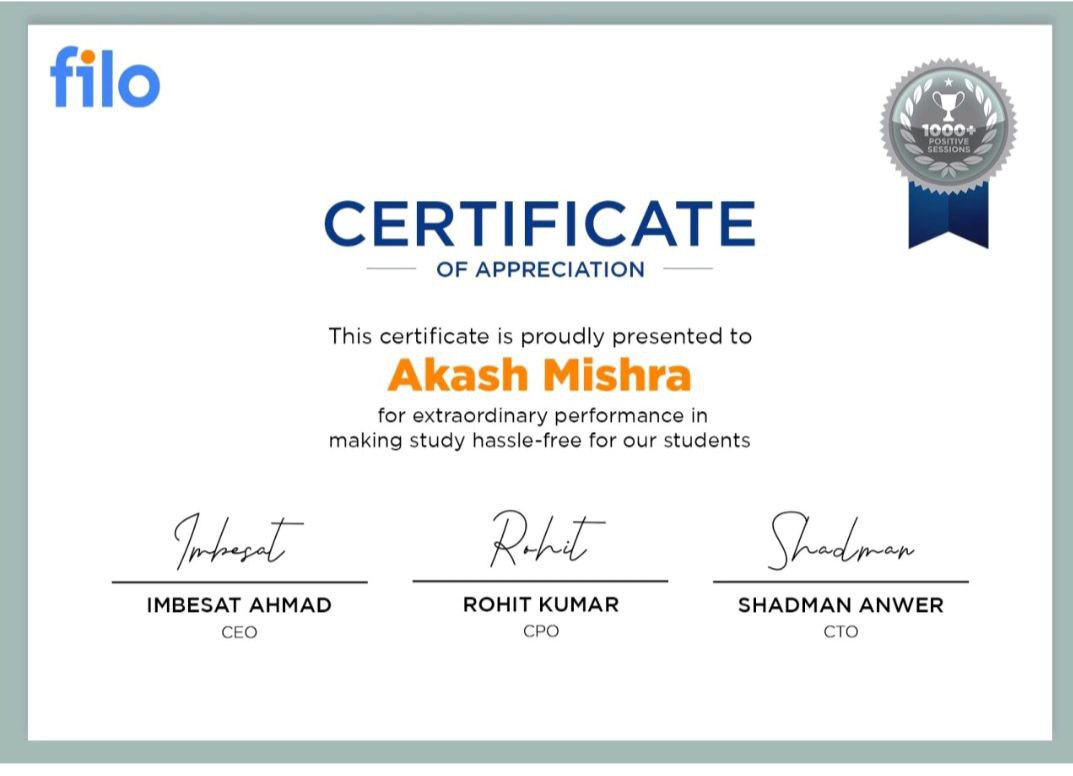 filo
1000+
POSITIVE
SESSIONS
CERTIFICATE
OF APPRECIATION
This certificate is proudly presented to
Akash Mishra
for extraordinary performance in
making study hassle-free for our students
Imbesat
Rohit
Shadman
IMBESAT AHMAD
ROHIT KUMAR
SHADMAN ANWER
CEO
CPO
CTO